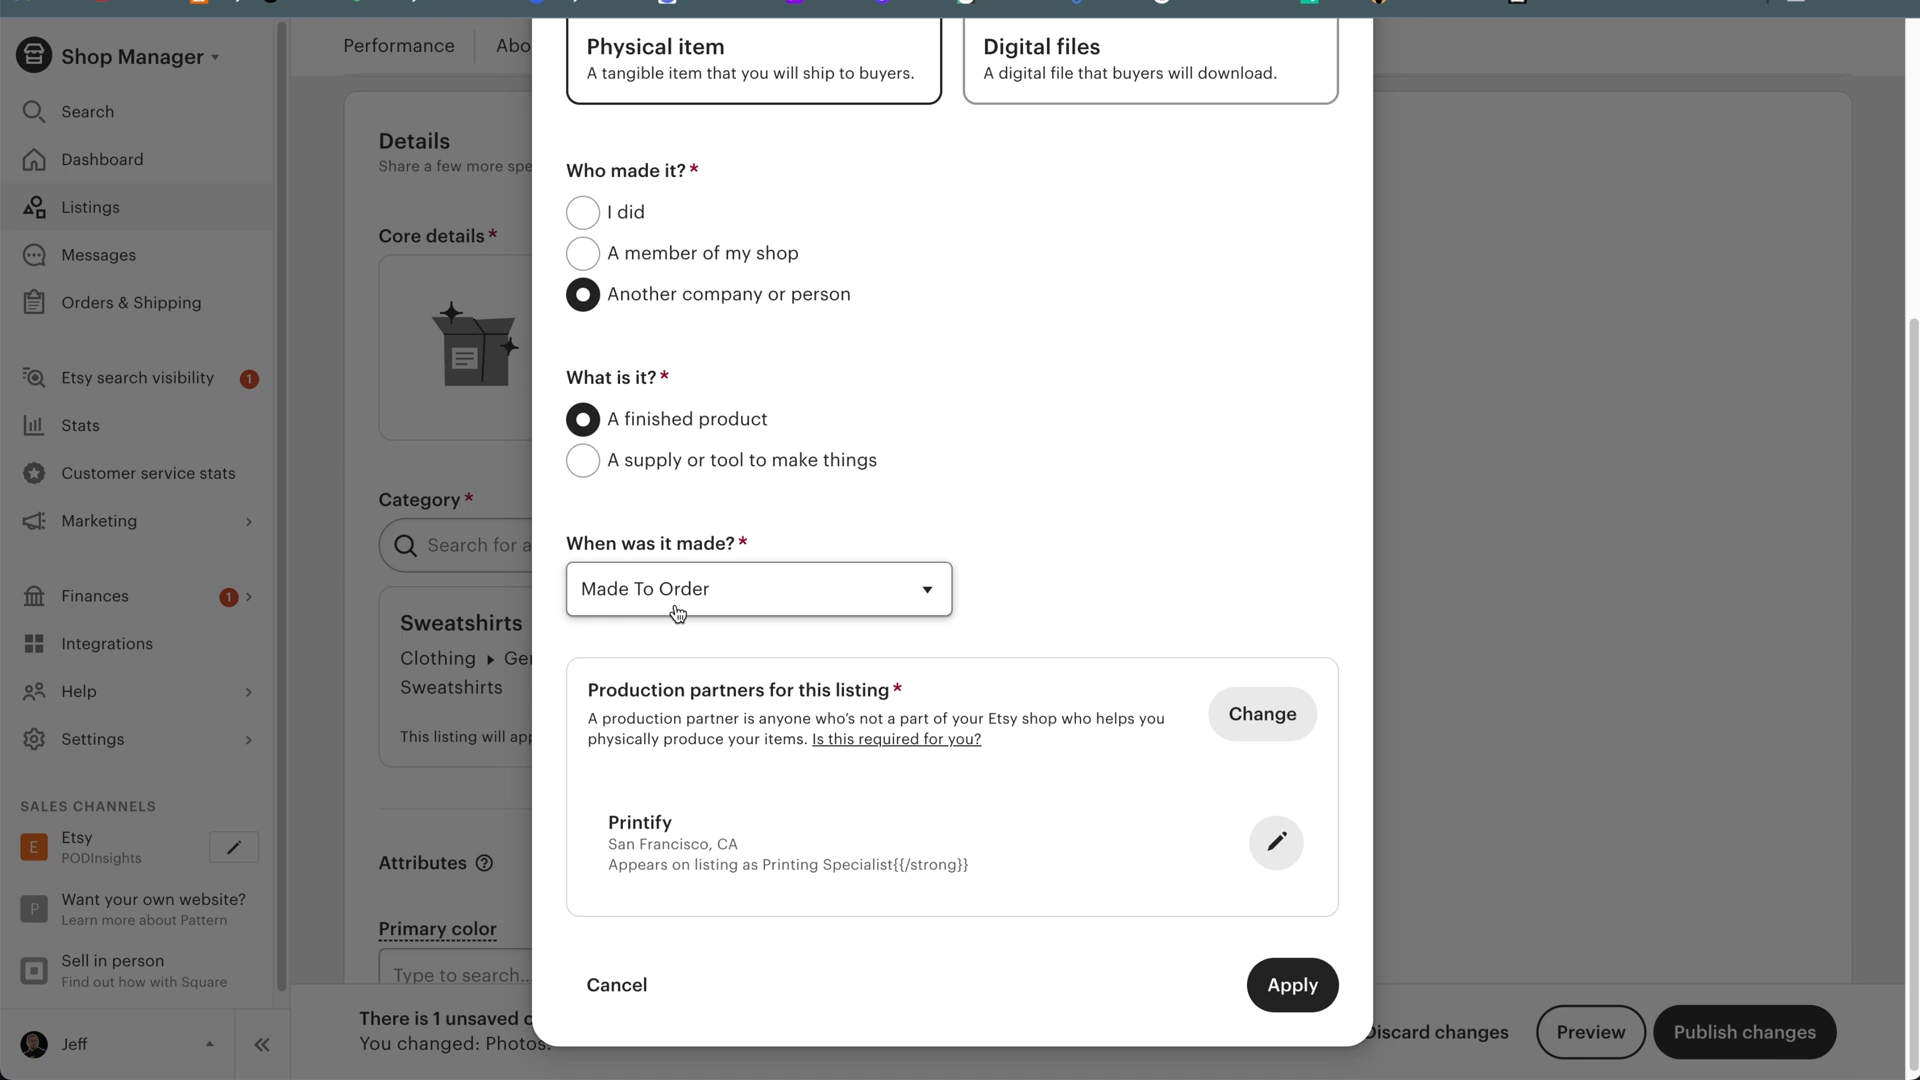 Shop Manager
Search
Dashboard
Listings
Messages
Orders & Shipping
Etsy search visibility 1
Stats
Customer service stats
Marketing
Finances 1
Integrations
Help
Settings
SALES CHANNELS
E
Etsy
PODInsights
P
Want your own website?
Learn more about Pattern
Sell in person
Find out how with Square
Jeff
Performance
Abo
Details
Share a few more spe
Core details*
Category*
Search for a
Sweatshirts
Clothing Ger
Sweatshirts
This listing will app
Attributes
Primary color
Type to search...
There is 1 unsaved c
You changed: Photos.
Physical item
A tangible item that you will ship to buyers.
Digital files
A digital file that buyers will download.
Who made it?*
I did
A member of my shop
Another company or person
What is it?*
A finished product
A supply or tool to make things
When was it made?*
Made To Order
Production partners for this listing*
A production partner is anyone who's not a part of your Etsy shop who helps you
physically produce your items. Is this required for you?
Change
Printify
San Francisco, CA
Appears on listing as Printing Specialist{{/strong}}
Cancel
Apply
Discard changes
Preview
Publish changes